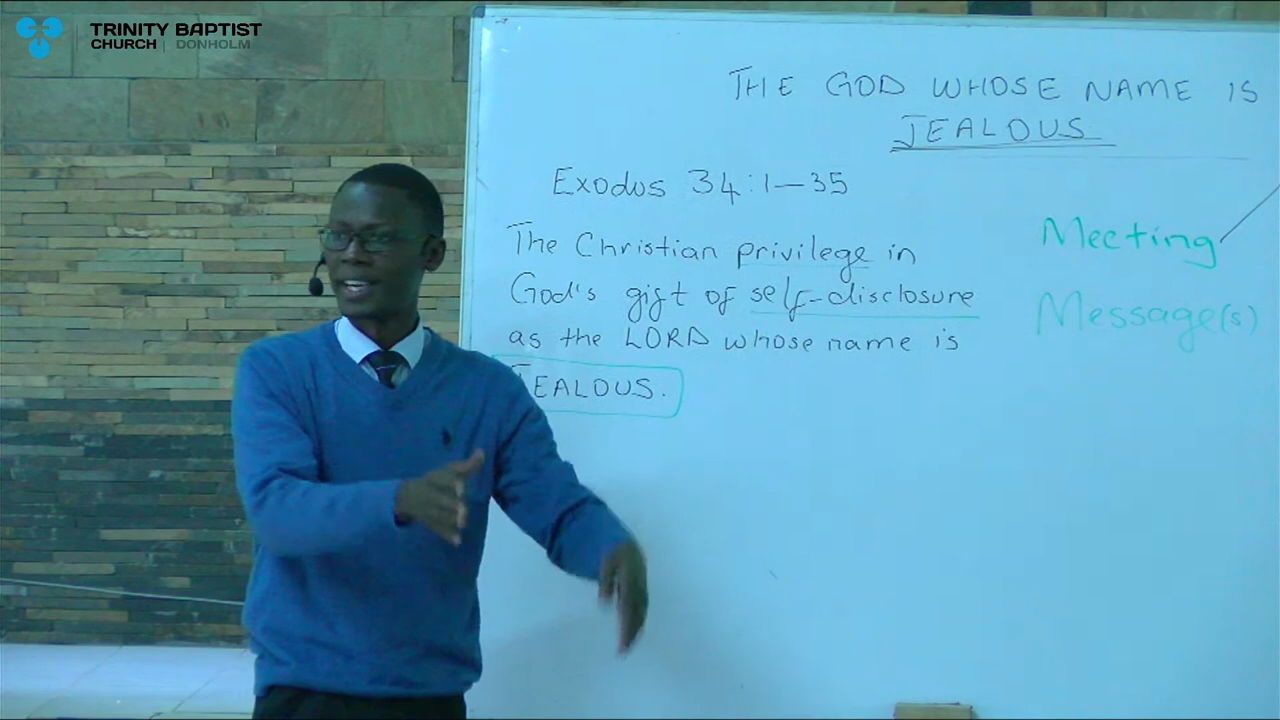 TRINITY BAPTIST
CHURCH | DONHOLM
THE GOD WHOSE NAME IS
JEALOUS
Exodus 34:1-35
The Christian privilege in
God's gift of self-disclosure
as the LORD whose name is
JEALOUS.
Meeting
Message(s)